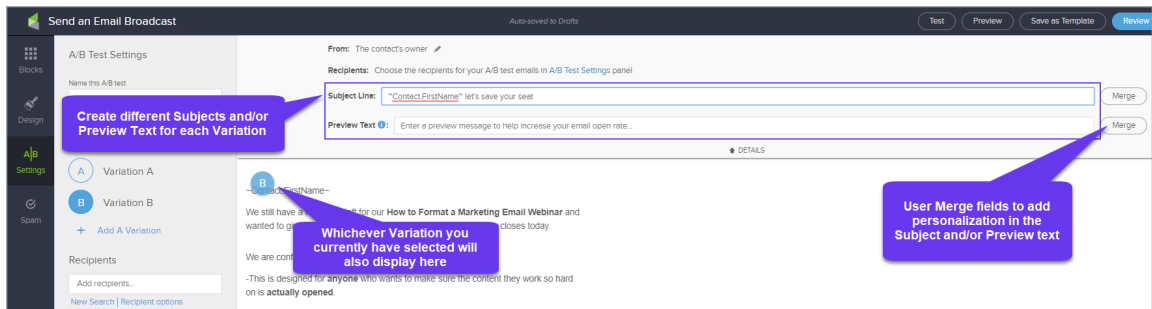 Send an Email Broadcast
Auto-saved to Drafts
Test
Preview
Save as Template
Review
Blocks
Design
A|B
Settings
Spam
A/B Test Settings
Name this A/B test
Create different Subjects and/or
Preview Text for each Variation
A
Variation A
B
Variation B
+ Add A Variation
Recipients
Add recipients...
New Search | Recipient options
From: The contact's owner
Recipients: Choose the recipients for your A/B test emails in A/B Test Settings panel
Subject Line: ~Contact.FirstName~ let's save your seat
Merge
Preview Text : Enter a preview message to help increase your email open rate...
Merge
DETAILS
B
FirstName~
We still have a for our How to Format a Marketing Email Webinar and
wanted to closes today.
We are
-This is designed for anyone who wants to make sure the content they work so hard
on is actually opened.
Whichever Variation you
currently have selected will
also display here
User Merge fields to add
personalization in the
Subject and/or Preview text